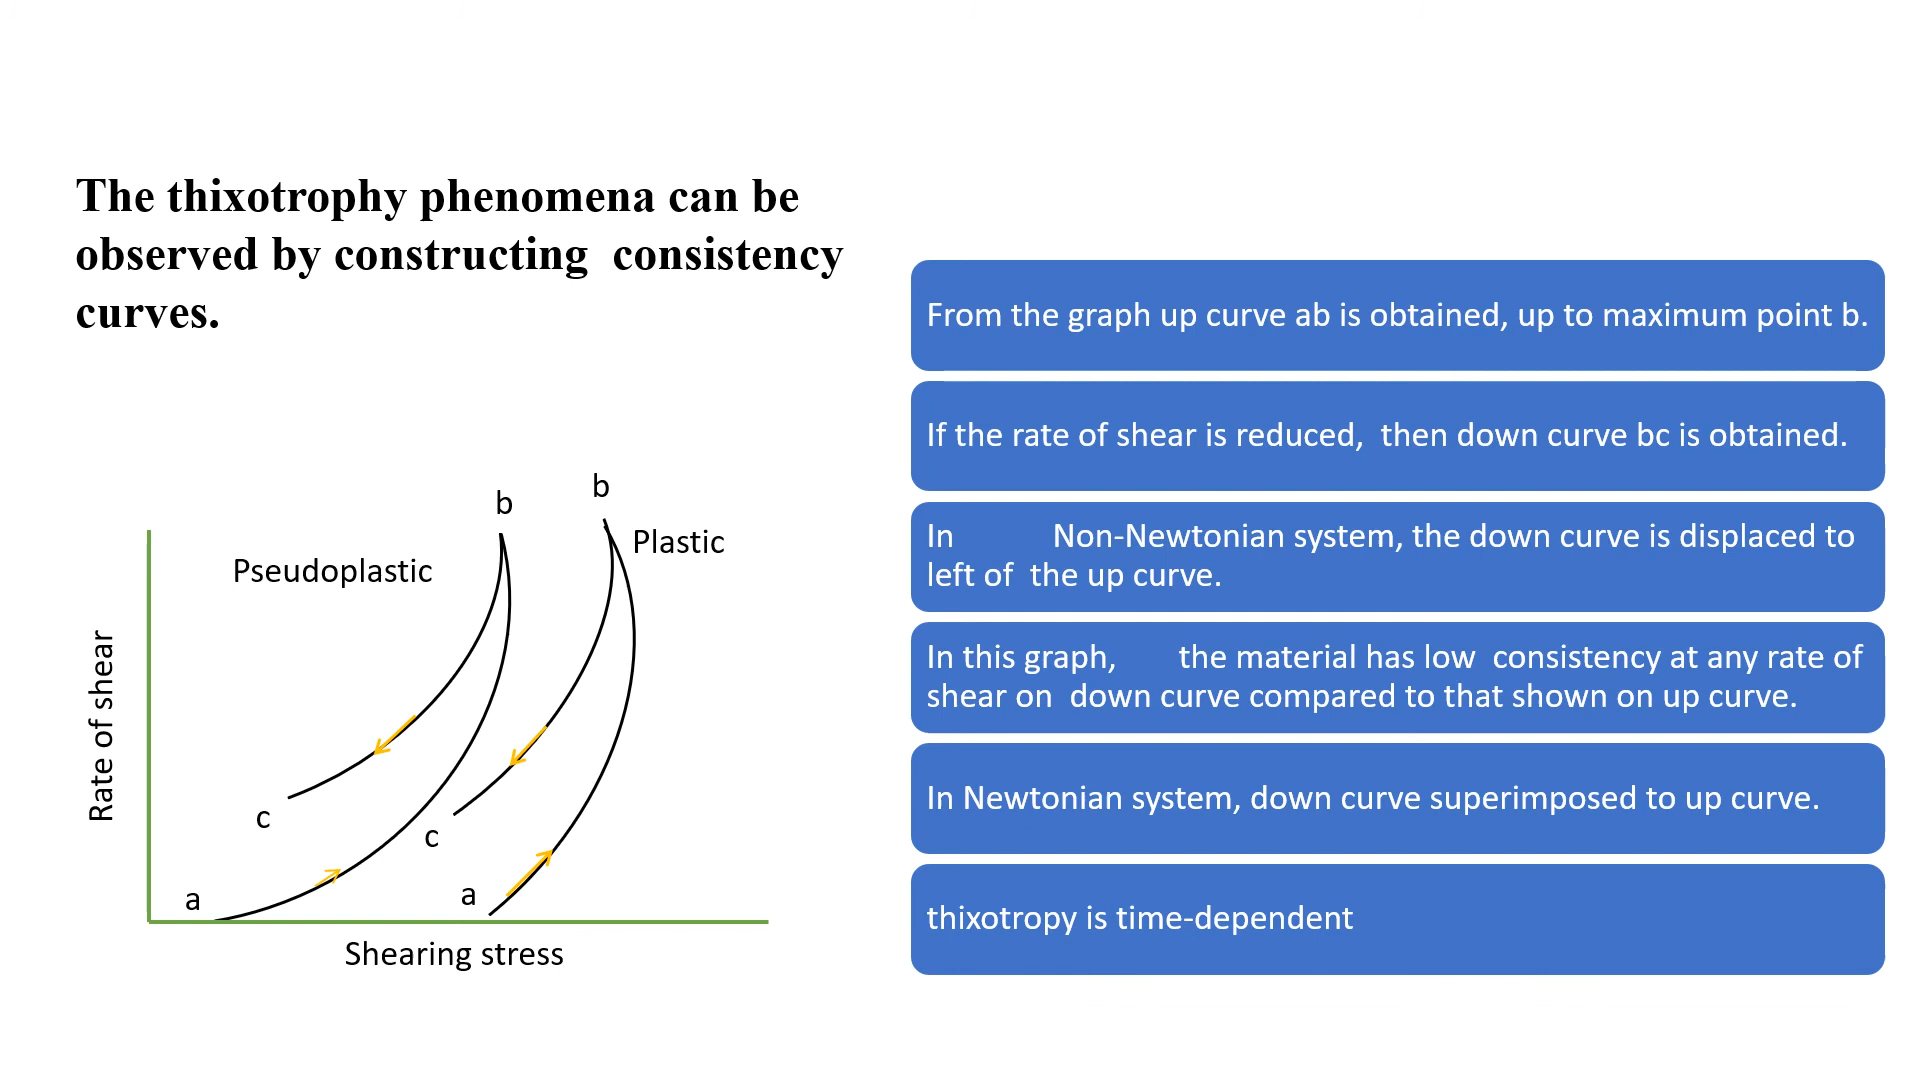 The thixotrophy phenomena can be
observed by constructing consistency
curves.
b
b
Plastic
Pseudoplastic
Rate of shear
c
c
a
a
Shearing stress
From the graph up curve ab is obtained, up to maximum point b.
If the rate of shear is reduced, then down curve bc is obtained.
In Non-Newtonian system, the down curve is displaced to
left of the up curve.
In this graph, the material has low consistency at any rate of
shear on down curve compared to that shown on up curve.
In Newtonian system, down curve superimposed to up curve.
thixotropy is time-dependent